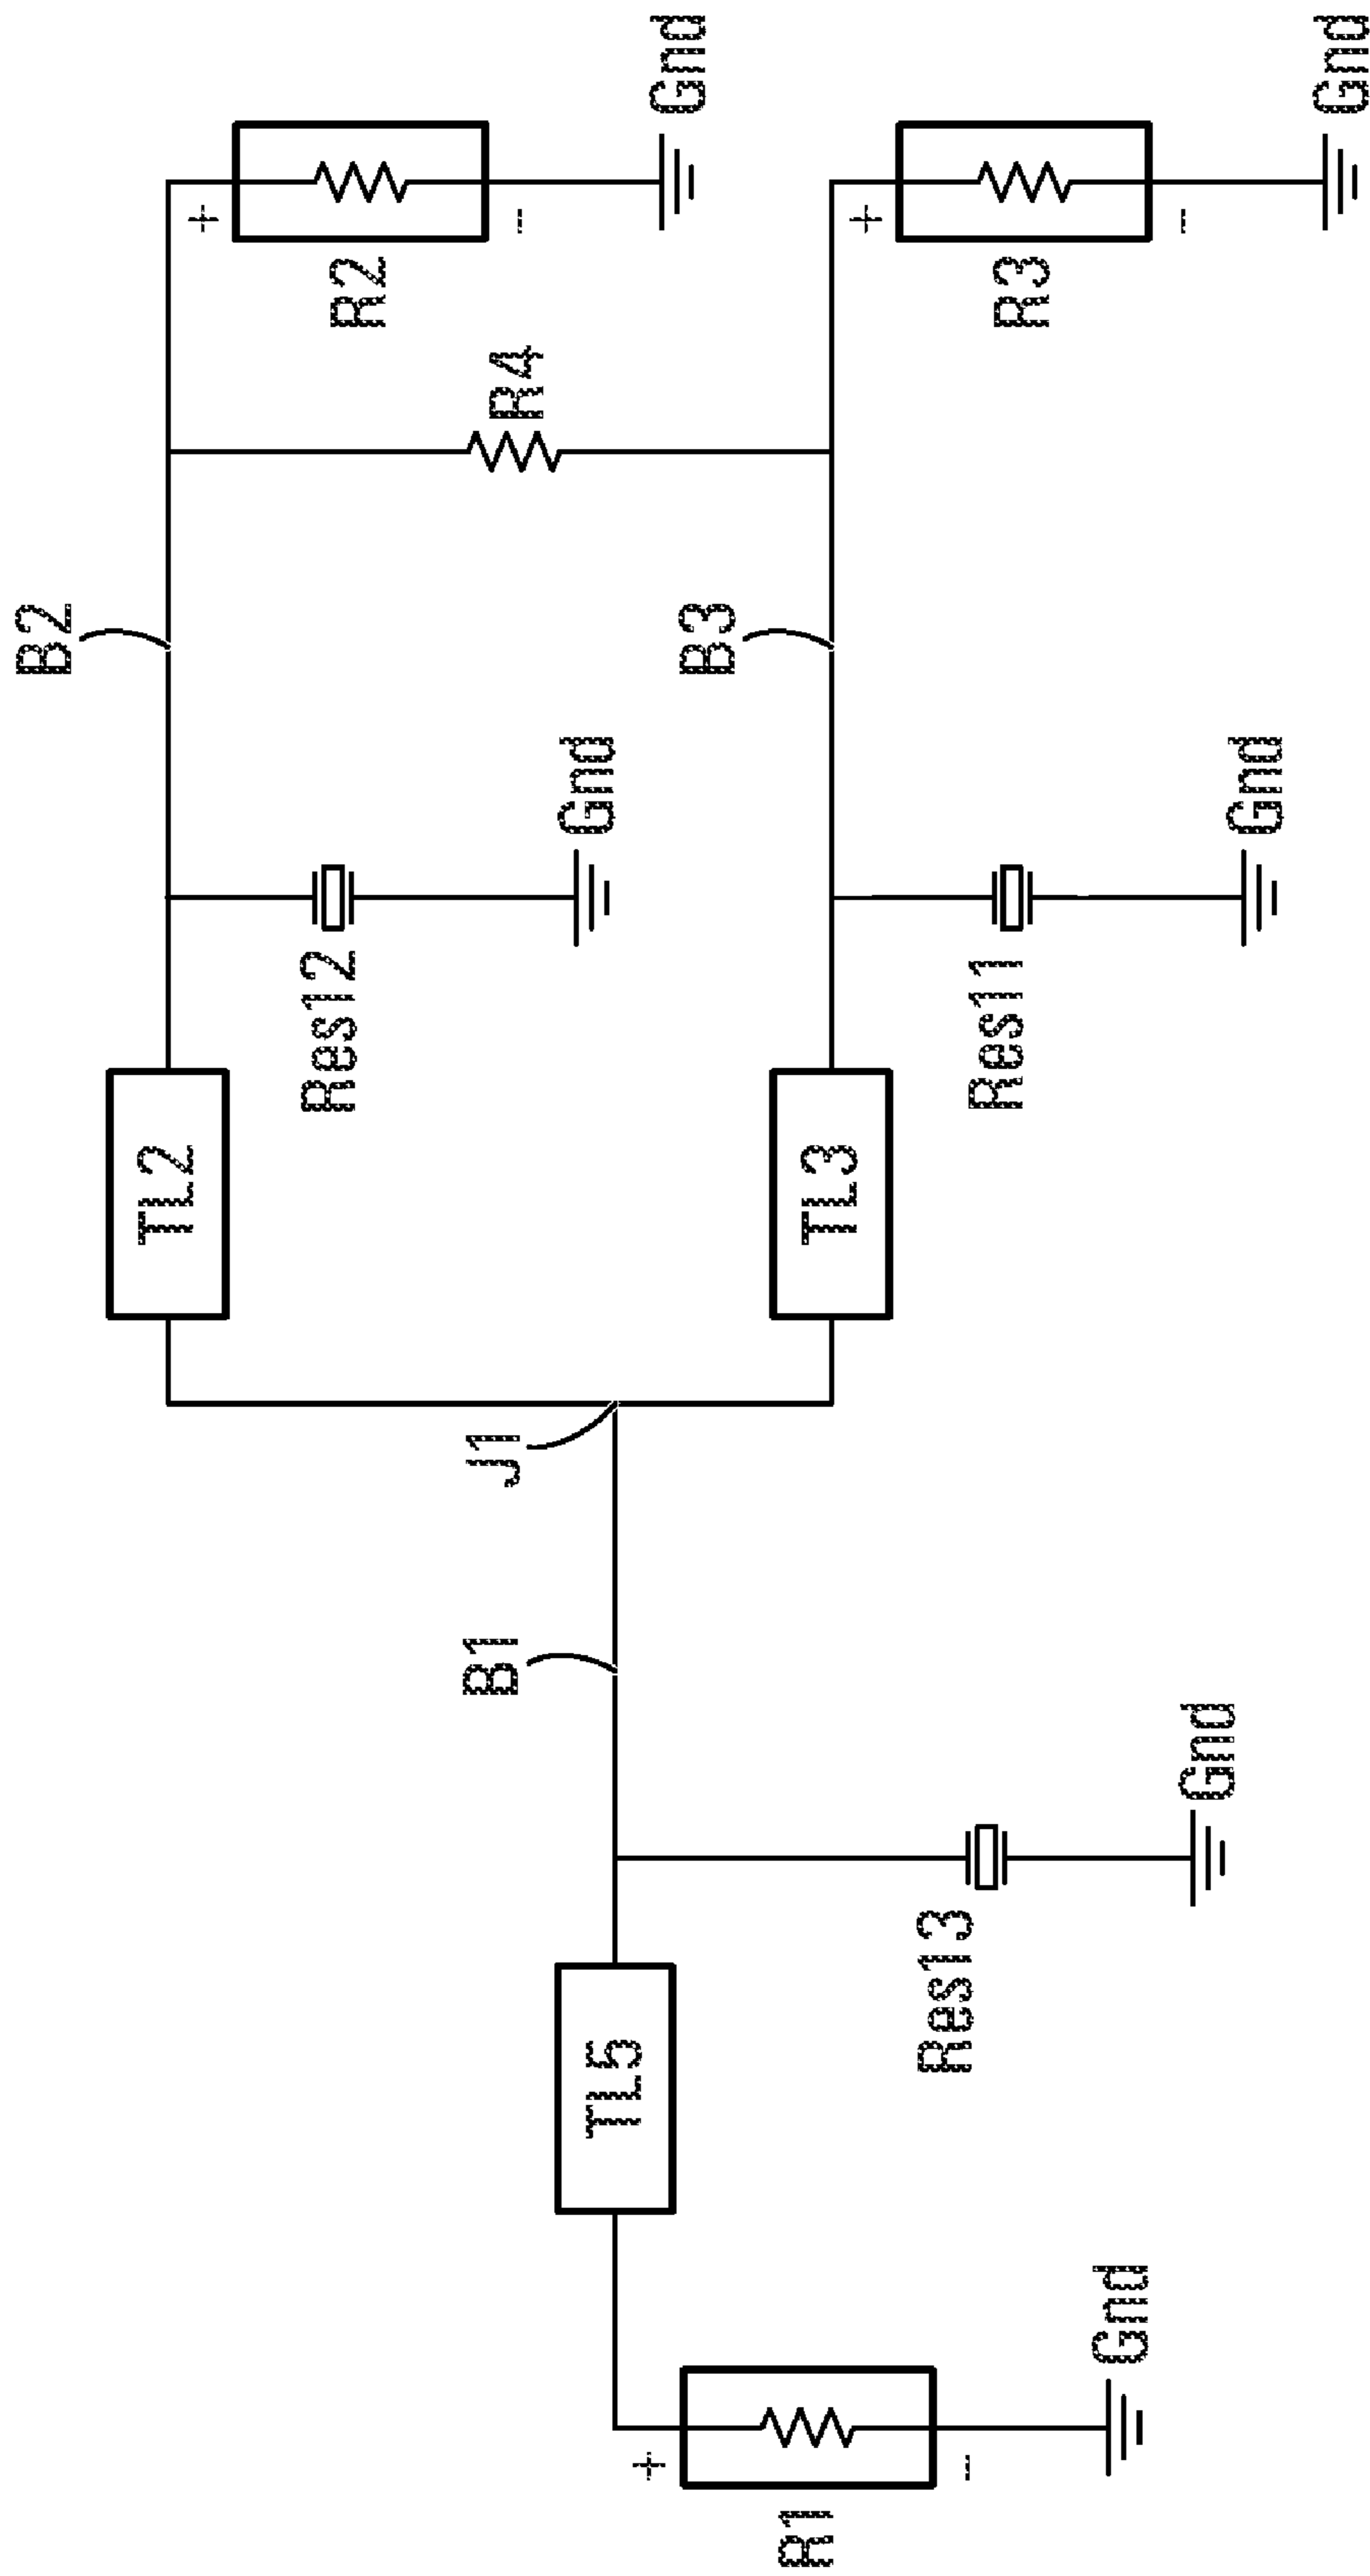 B2
TL2
Res12
Gnd
R4
R2
+
-
Gnd
B3
TL3
Res11
Gnd
R3
+
-
Gnd
J1
B1
TL5
Res13
Gnd
R1
+
-
Gnd